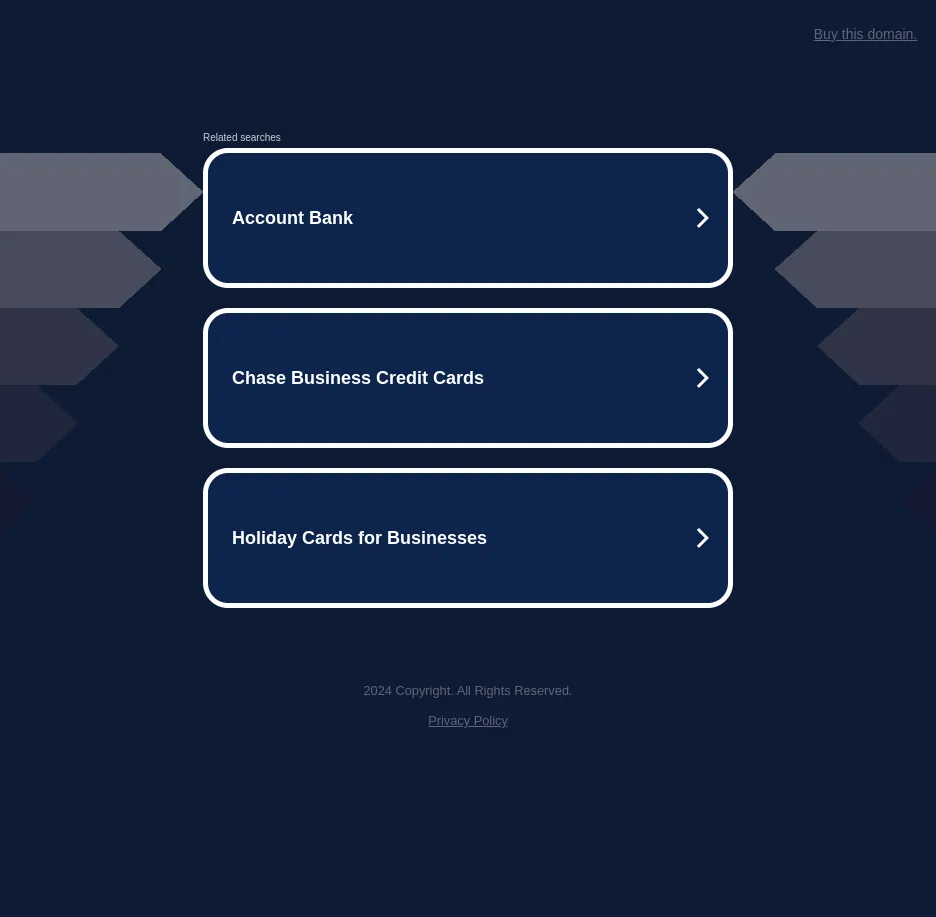 Buy this domain.
Related searches
Account Bank
Chase Business Credit Cards
Holiday Cards for Businesses
2024 Copyright. All Rights Reserved.
Privacy Policy